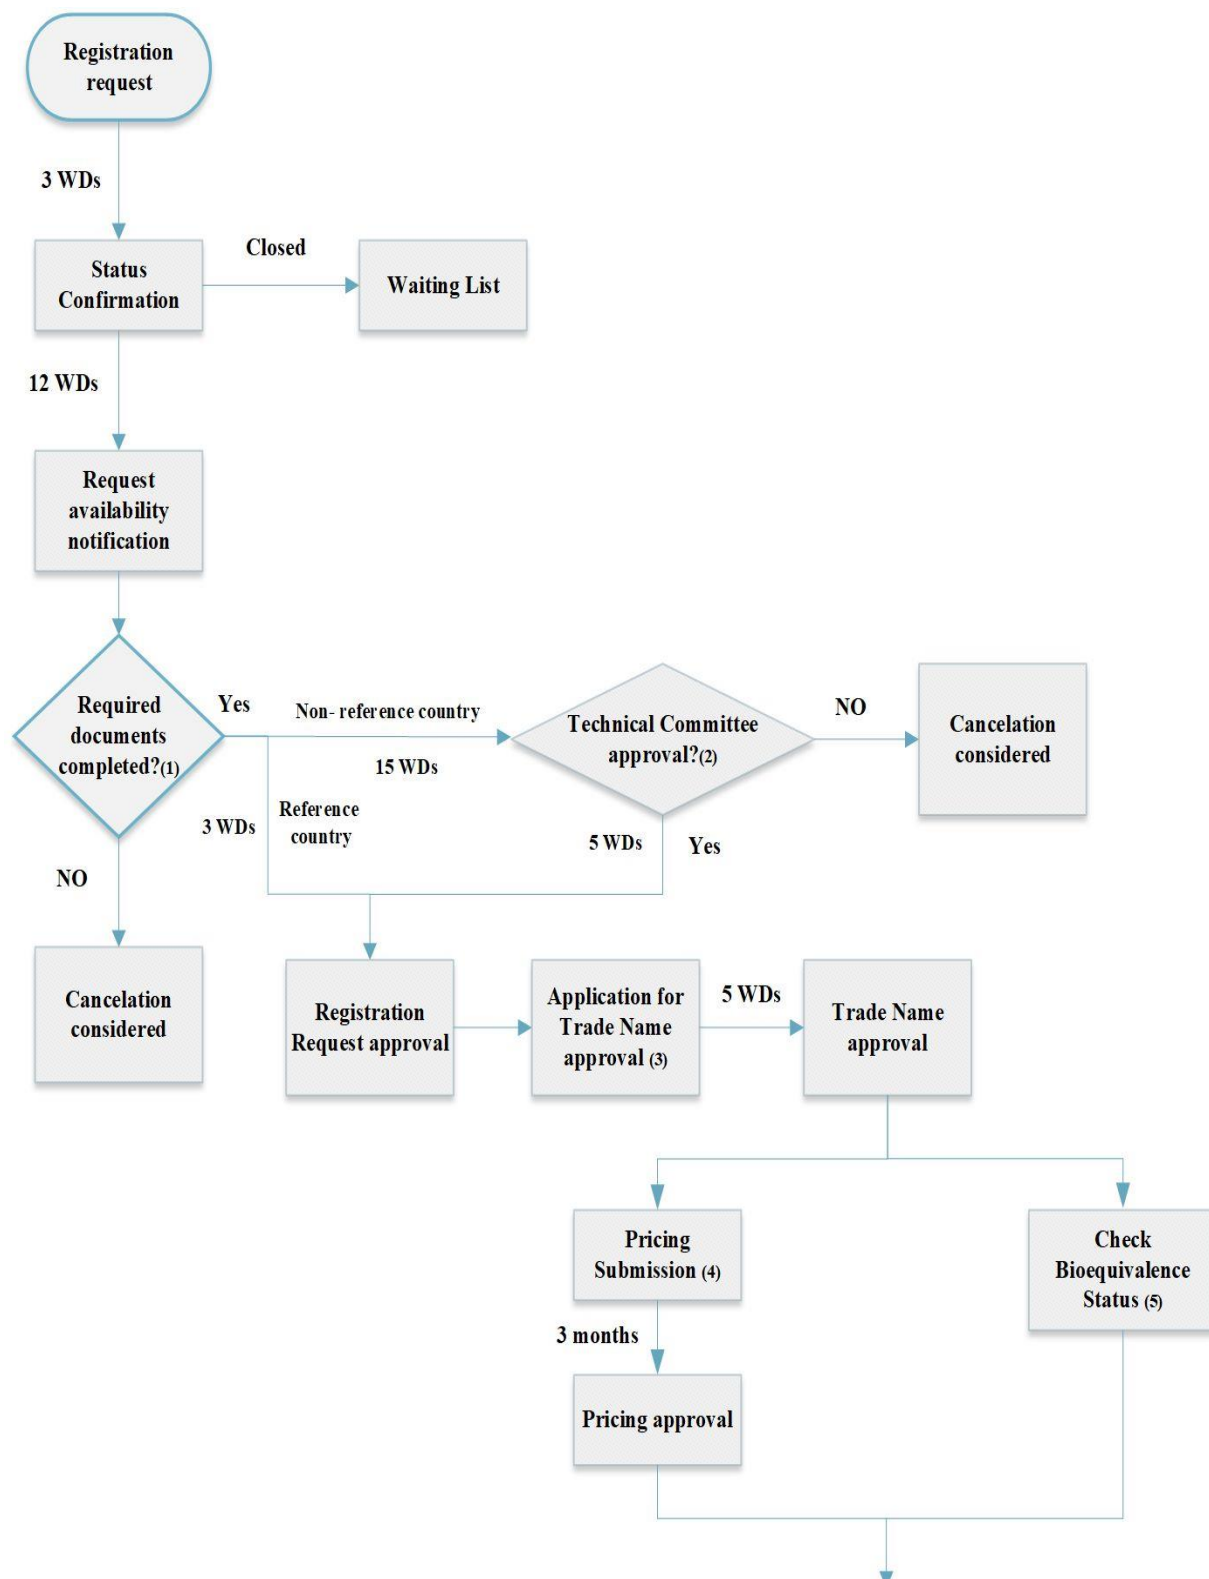 Registration
request
3 WDs
Status
Confirmation
Closed
Waiting List
12 WDs
Request
availability
notification
Required
documents
completed?(1)
Yes
Non- reference country
15 WDs
Technical Committee
approval?(2)
NO
Cancelation
considered
3 WDs
Reference
country
5 WDs
Yes
NO
Cancelation
considered
Registration
Request approval
Application for
Trade Name
approval (3)
5 WDs
Trade Name
approval
Pricing
Submission (4)
3 months
Pricing approval
Check
Bioequivalence
Status (5)